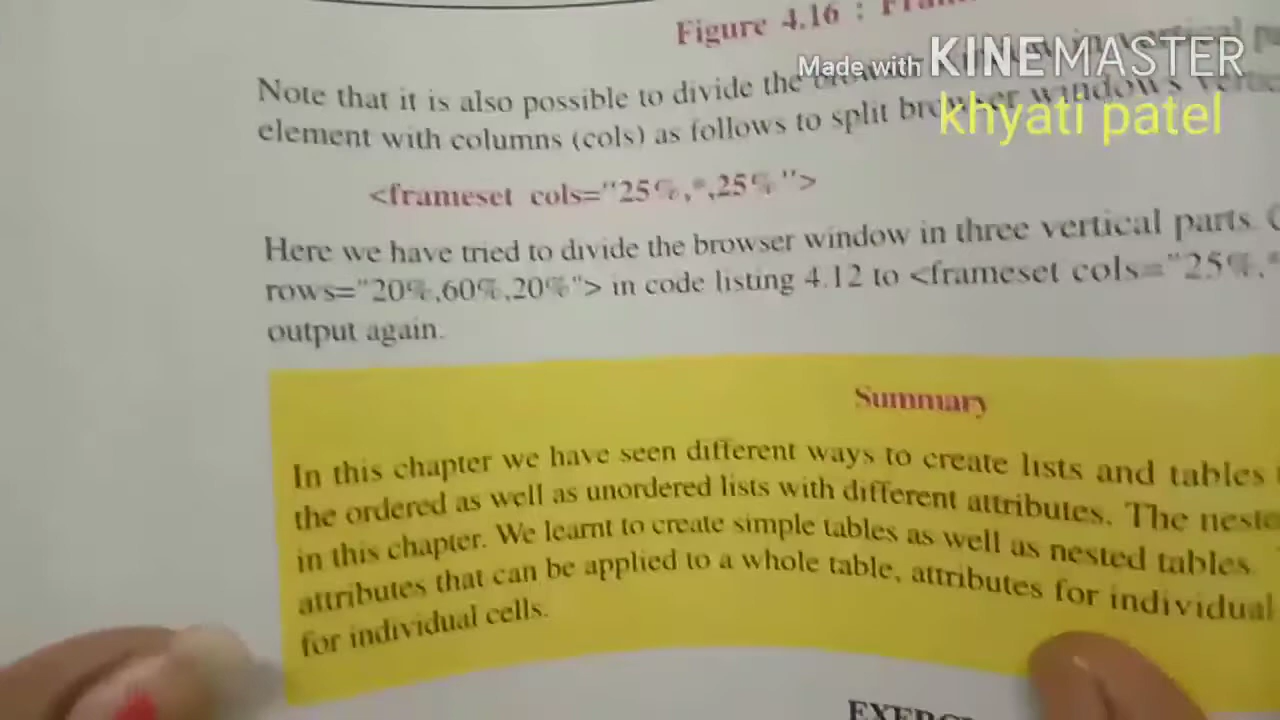 Figure 4.16 :
Made with KINEMASTER
khyati patel
Note that it is also possible to divide the browser in vertical
element with columns (cols) as follows to split browser windows
<frameset cols="25%,*,25%">
Here we have tried to divide the browser window in three vertical parts.
rows="20%,60%,20%"> in code listing 4.12 to <frameset cols="25%,*
output again.
Summary
In this chapter we have seen different ways to create lists and tables
the ordered as well as unordered lists with different attributes. The
in this chapter. We learnt to create simple tables as well as nested tables.
attributes that can be applied to a whole table, attributes for individual
for individual cells.